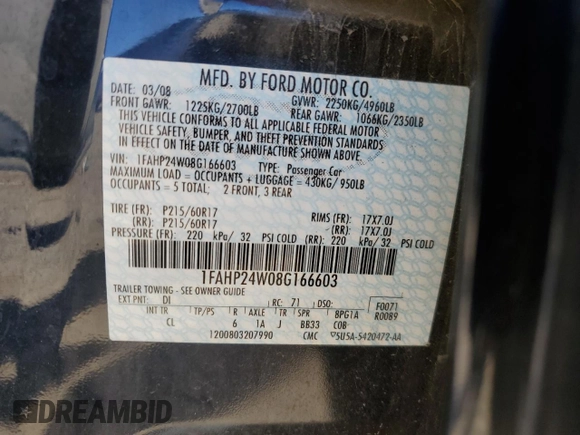 MFD. BY FORD MOTOR CO.
DATE: 03/08 GVWR: 2250KG/4960LB
FRONT GAWR: 1225KG/2700LB REAR GAWR: 1066KG/2350LB
THIS VEHICLE CONFORMS TO ALL APPLICABLE FEDERAL MOTOR
VEHICLE SAFETY, BUMPER, AND THEFT PREVENTION STANDARDS
IN EFFECT ON THE DATE OF MANUFACTURE SHOWN ABOVE.
VIN: 1FAHP24W08G166603 TYPE: Passenger Car
MAXIMUM LOAD = OCCUPANTS + LUGGAGE = 430KG/ 950LB
OCCUPANTS = 5 TOTAL: 2 FRONT, 3 REAR
TIRE (FR): P215/60R17 RIMS (FR): 17X7.0J
(RR): P215/60R17 (RR): 17X7.0J
PRESSURE (FR): 220 kPa/ 32 PSI COLD (RR): 220 kPa/ 32 PSI COLD
1FAHP24W08G166603
TRAILER TOWING - SEE OWNER GUIDE
EXT PNT: DI RC: 71 DSO: F0071
INT TR TP/PS R AXLE TR SPR BPG1A R0089
CL 6 1A J BB33 COB
1200803207990 CMC 5U5A-5420472-AA
DREAMBID